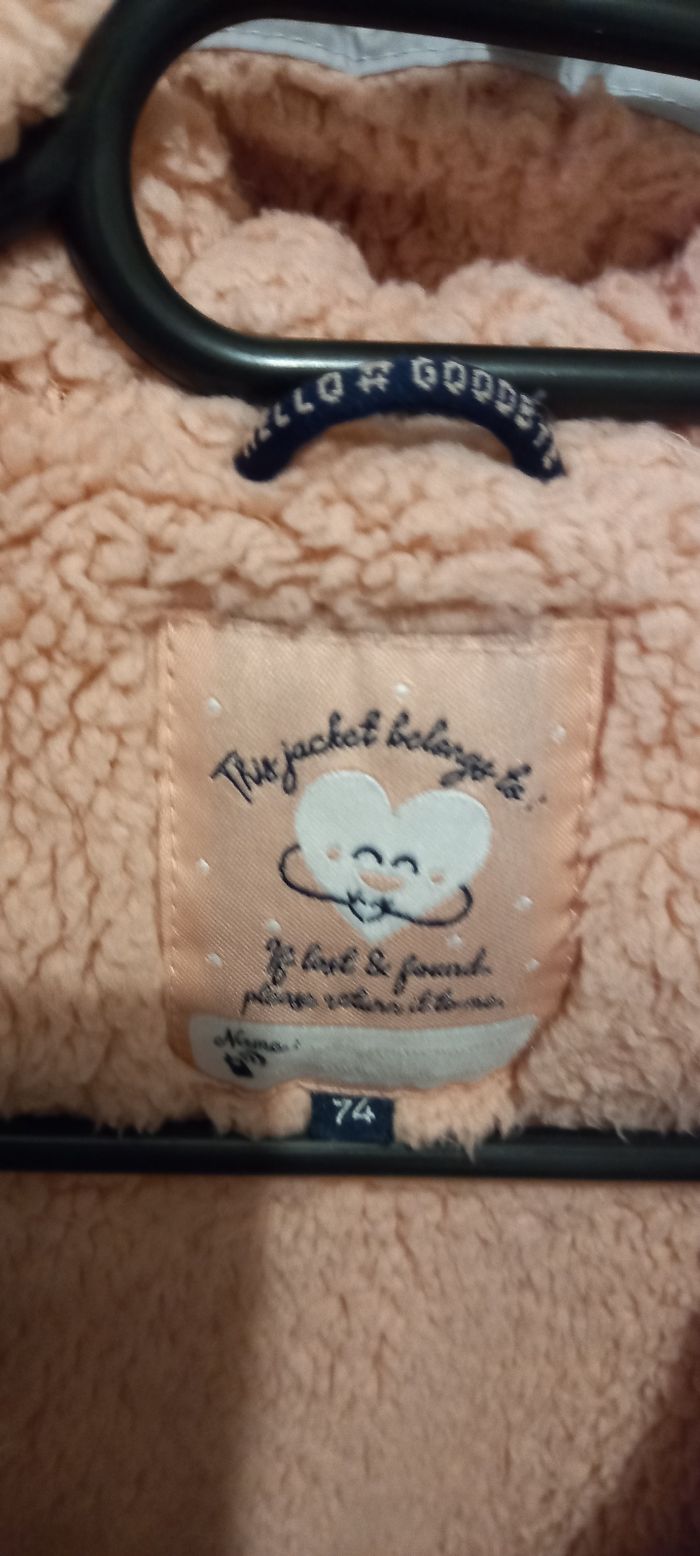 HELLO # GOODBYE
This jacket belongs to:
If lost & found
please return it to me.
Name:
74